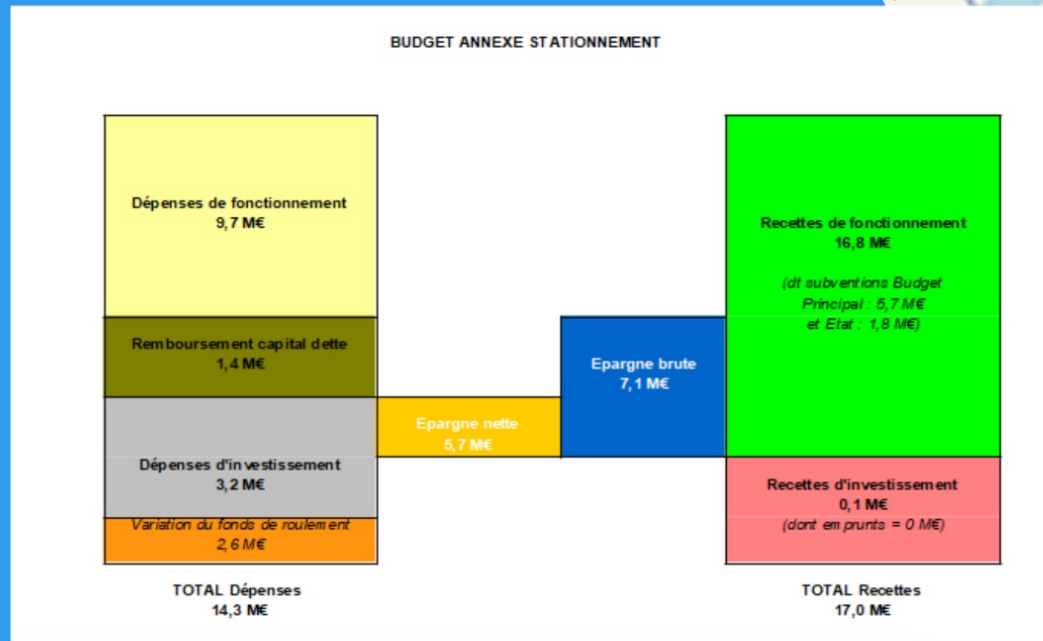 BUDGET ANNEXE STATIONNEMENT
Dépenses de fonctionnement
9,7 M€
Remboursement capital dette
1,4 M€
Dépenses d'investissement
3,2 M€
Variation du fonds de roulement
2,6 M€
TOTAL Dépenses
14,3 M€
Epargne nette
5,7 M€
Epargne brute
7,1 M€
Recettes de fonctionnement
16,8 M€
(dt subventions Budget
Principal : 5,7 M€
et Etat : 1,8 M€)
Recettes d'investissement
0,1 M€
(dont emprunts = 0 M€)
TOTAL Recettes
17,0 M€